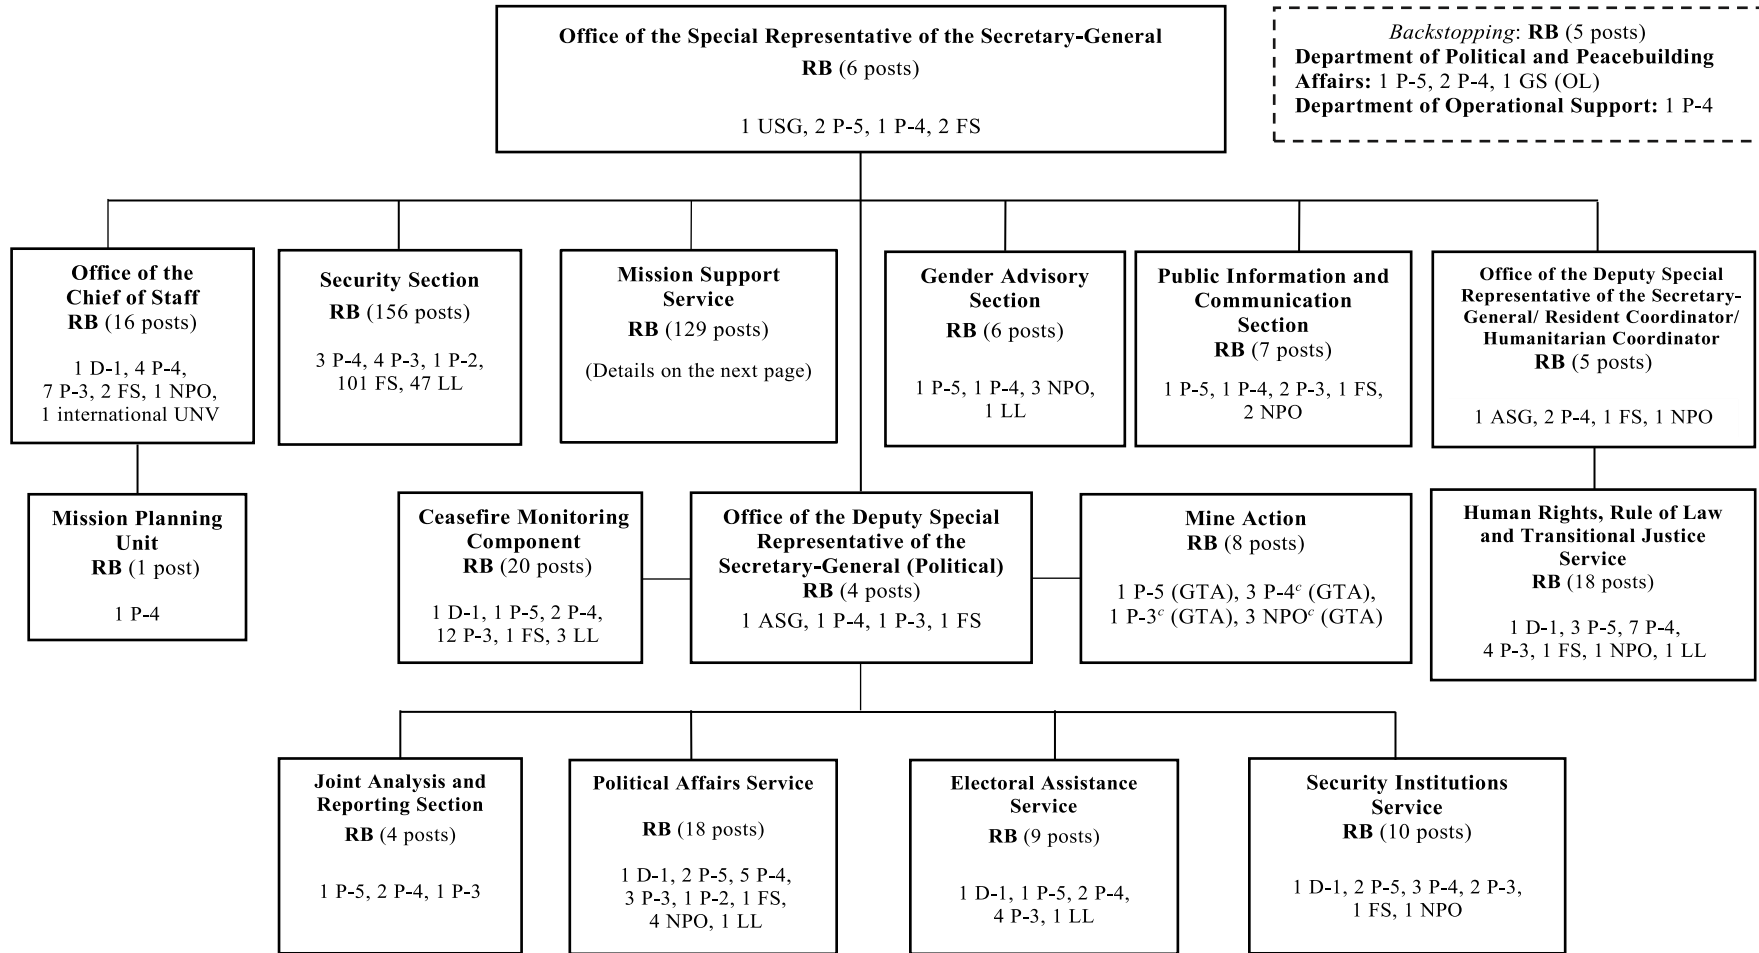 Office of the Special Representative of the Secretary-General
RB (6 posts)
1 USG, 2 P-5, 1 P-4, 2 FS
Backstopping: RB (5 posts)
Department of Political and Peacebuilding
Affairs: 1 P-5, 2 P-4, 1 GS (OL)
Department of Operational Support: 1 P-4
Office of the
Chief of Staff
RB (16 posts)
1 D-1, 4 P-4,
7 P-3, 2 FS, 1 NPO,
1 international UNV
Security Section
RB (156 posts)
3 P-4, 4 P-3, 1 P-2,
101 FS, 47 LL
Mission Support
Service
RB (129 posts)
(Details on the next page)
Gender Advisory
Section
RB (6 posts)
1 P-5, 1 P-4, 3 NPO,
1 LL
Public Information and
Communication
Section
RB (7 posts)
1 P-5, 1 P-4, 2 P-3, 1 FS,
2 NPO
Office of the Deputy Special
Representative of the Secretary-
General/ Resident Coordinator/
Humanitarian Coordinator
RB (5 posts)
1 ASG, 2 P-4, 1 FS, 1 NPO
Mission Planning
Unit
RB (1 post)
1 P-4
Ceasefire Monitoring
Component
RB (20 posts)
1 D-1, 1 P-5, 2 P-4,
12 P-3, 1 FS, 3 LL
Office of the Deputy Special
Representative of the
Secretary-General (Political)
RB (4 posts)
1 ASG, 1 P-4, 1 P-3, 1 FS
Mine Action
RB (8 posts)
1 P-5 (GTA), 3 P-4c (GTA),
1 P-3c (GTA), 3 NPOc (GTA)
Human Rights, Rule of Law
and Transitional Justice
Service
RB (18 posts)
1 D-1, 3 P-5, 7 P-4,
4 P-3, 1 FS, 1 NPO, 1 LL
Joint Analysis and
Reporting Section
RB (4 posts)
1 P-5, 2 P-4, 1 P-3
Political Affairs Service
RB (18 posts)
1 D-1, 2 P-5, 5 P-4,
3 P-3, 1 P-2, 1 FS,
4 NPO, 1 LL
Electoral Assistance
Service
RB (9 posts)
1 D-1, 1 P-5, 2 P-4,
4 P-3, 1 LL
Security Institutions
Service
RB (10 posts)
1 D-1, 2 P-5, 3 P-4, 2 P-3,
1 FS, 1 NPO